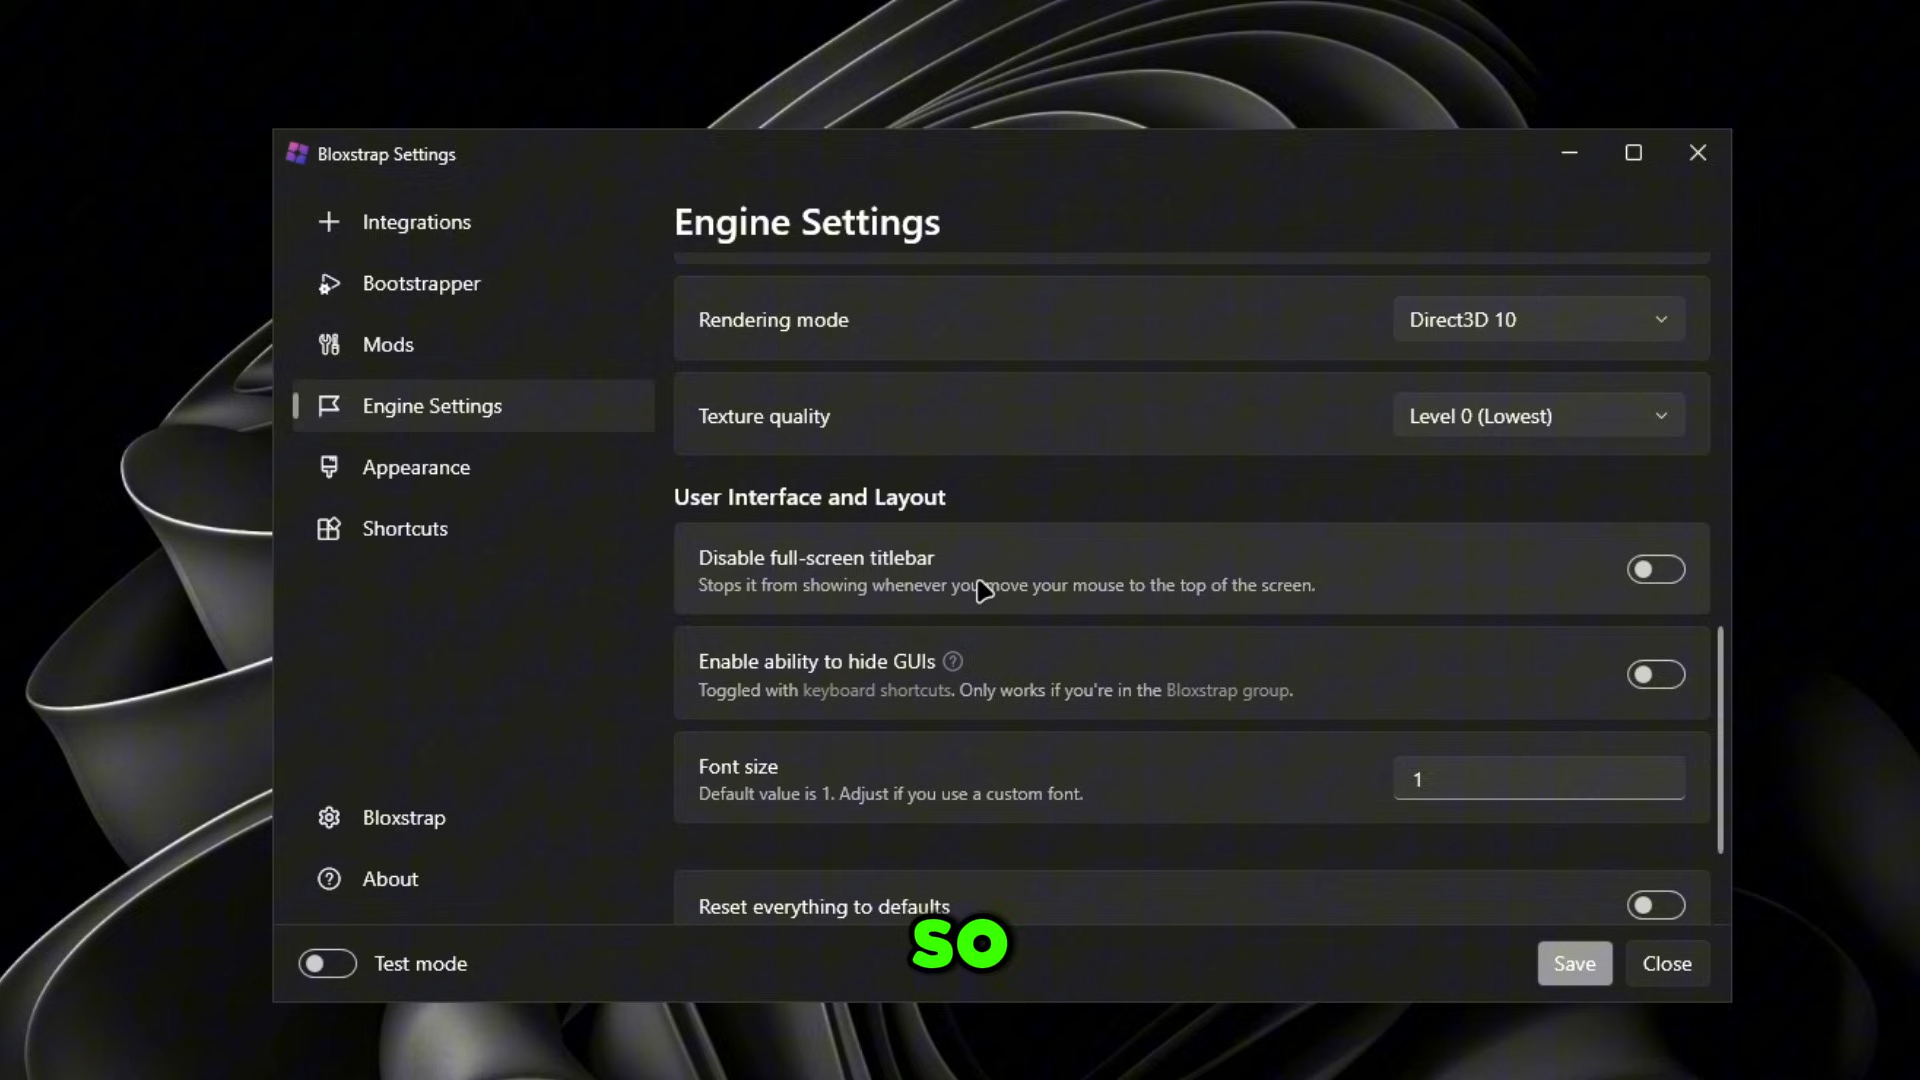 Bloxstrap Settings
Integrations
Bootstrapper
Mods
Engine Settings
Appearance
Shortcuts
Bloxstrap
About
Engine Settings
Rendering mode
Direct3D 10
Texture quality
Level 0 (Lowest)
User Interface and Layout
Disable full-screen titlebar
Stops it from showing whenever you move your mouse to the top of the screen.
Enable ability to hide GUIs
Toggled with keyboard shortcuts. Only works if you're in the Bloxstrap group.
Font size
1
Default value is 1. Adjust if you use a custom font.
Reset everything to defaults
so
Test mode
Save
Close